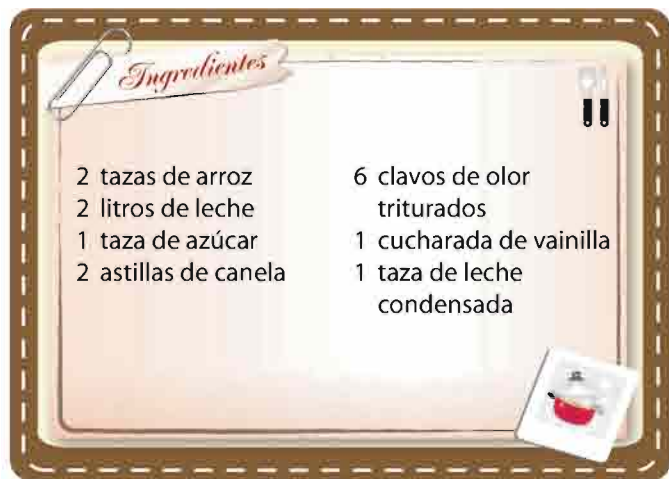 Ingredientes
2 tazas de arroz
2 litros de leche
1 taza de azúcar
2 astillas de canela
6 clavos de olor
triturados
1 cucharada de vainilla
1 taza de leche
condensada